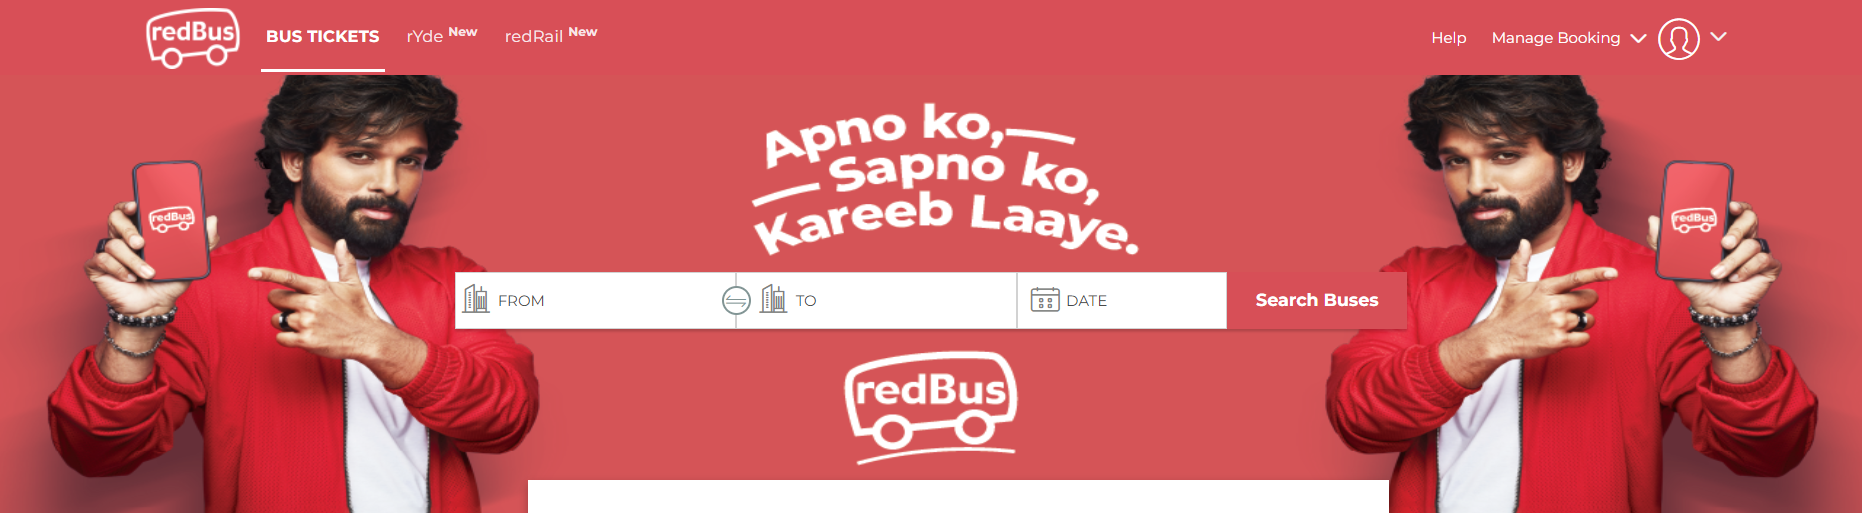 redBus
BUS TICKETS
rYde New
redRail New
Help
Manage Booking
Apno ko,
Sapno ko,
Kareeb Laaye.
redBus
redBus
FROM
TO
DATE
Search Buses
redBus